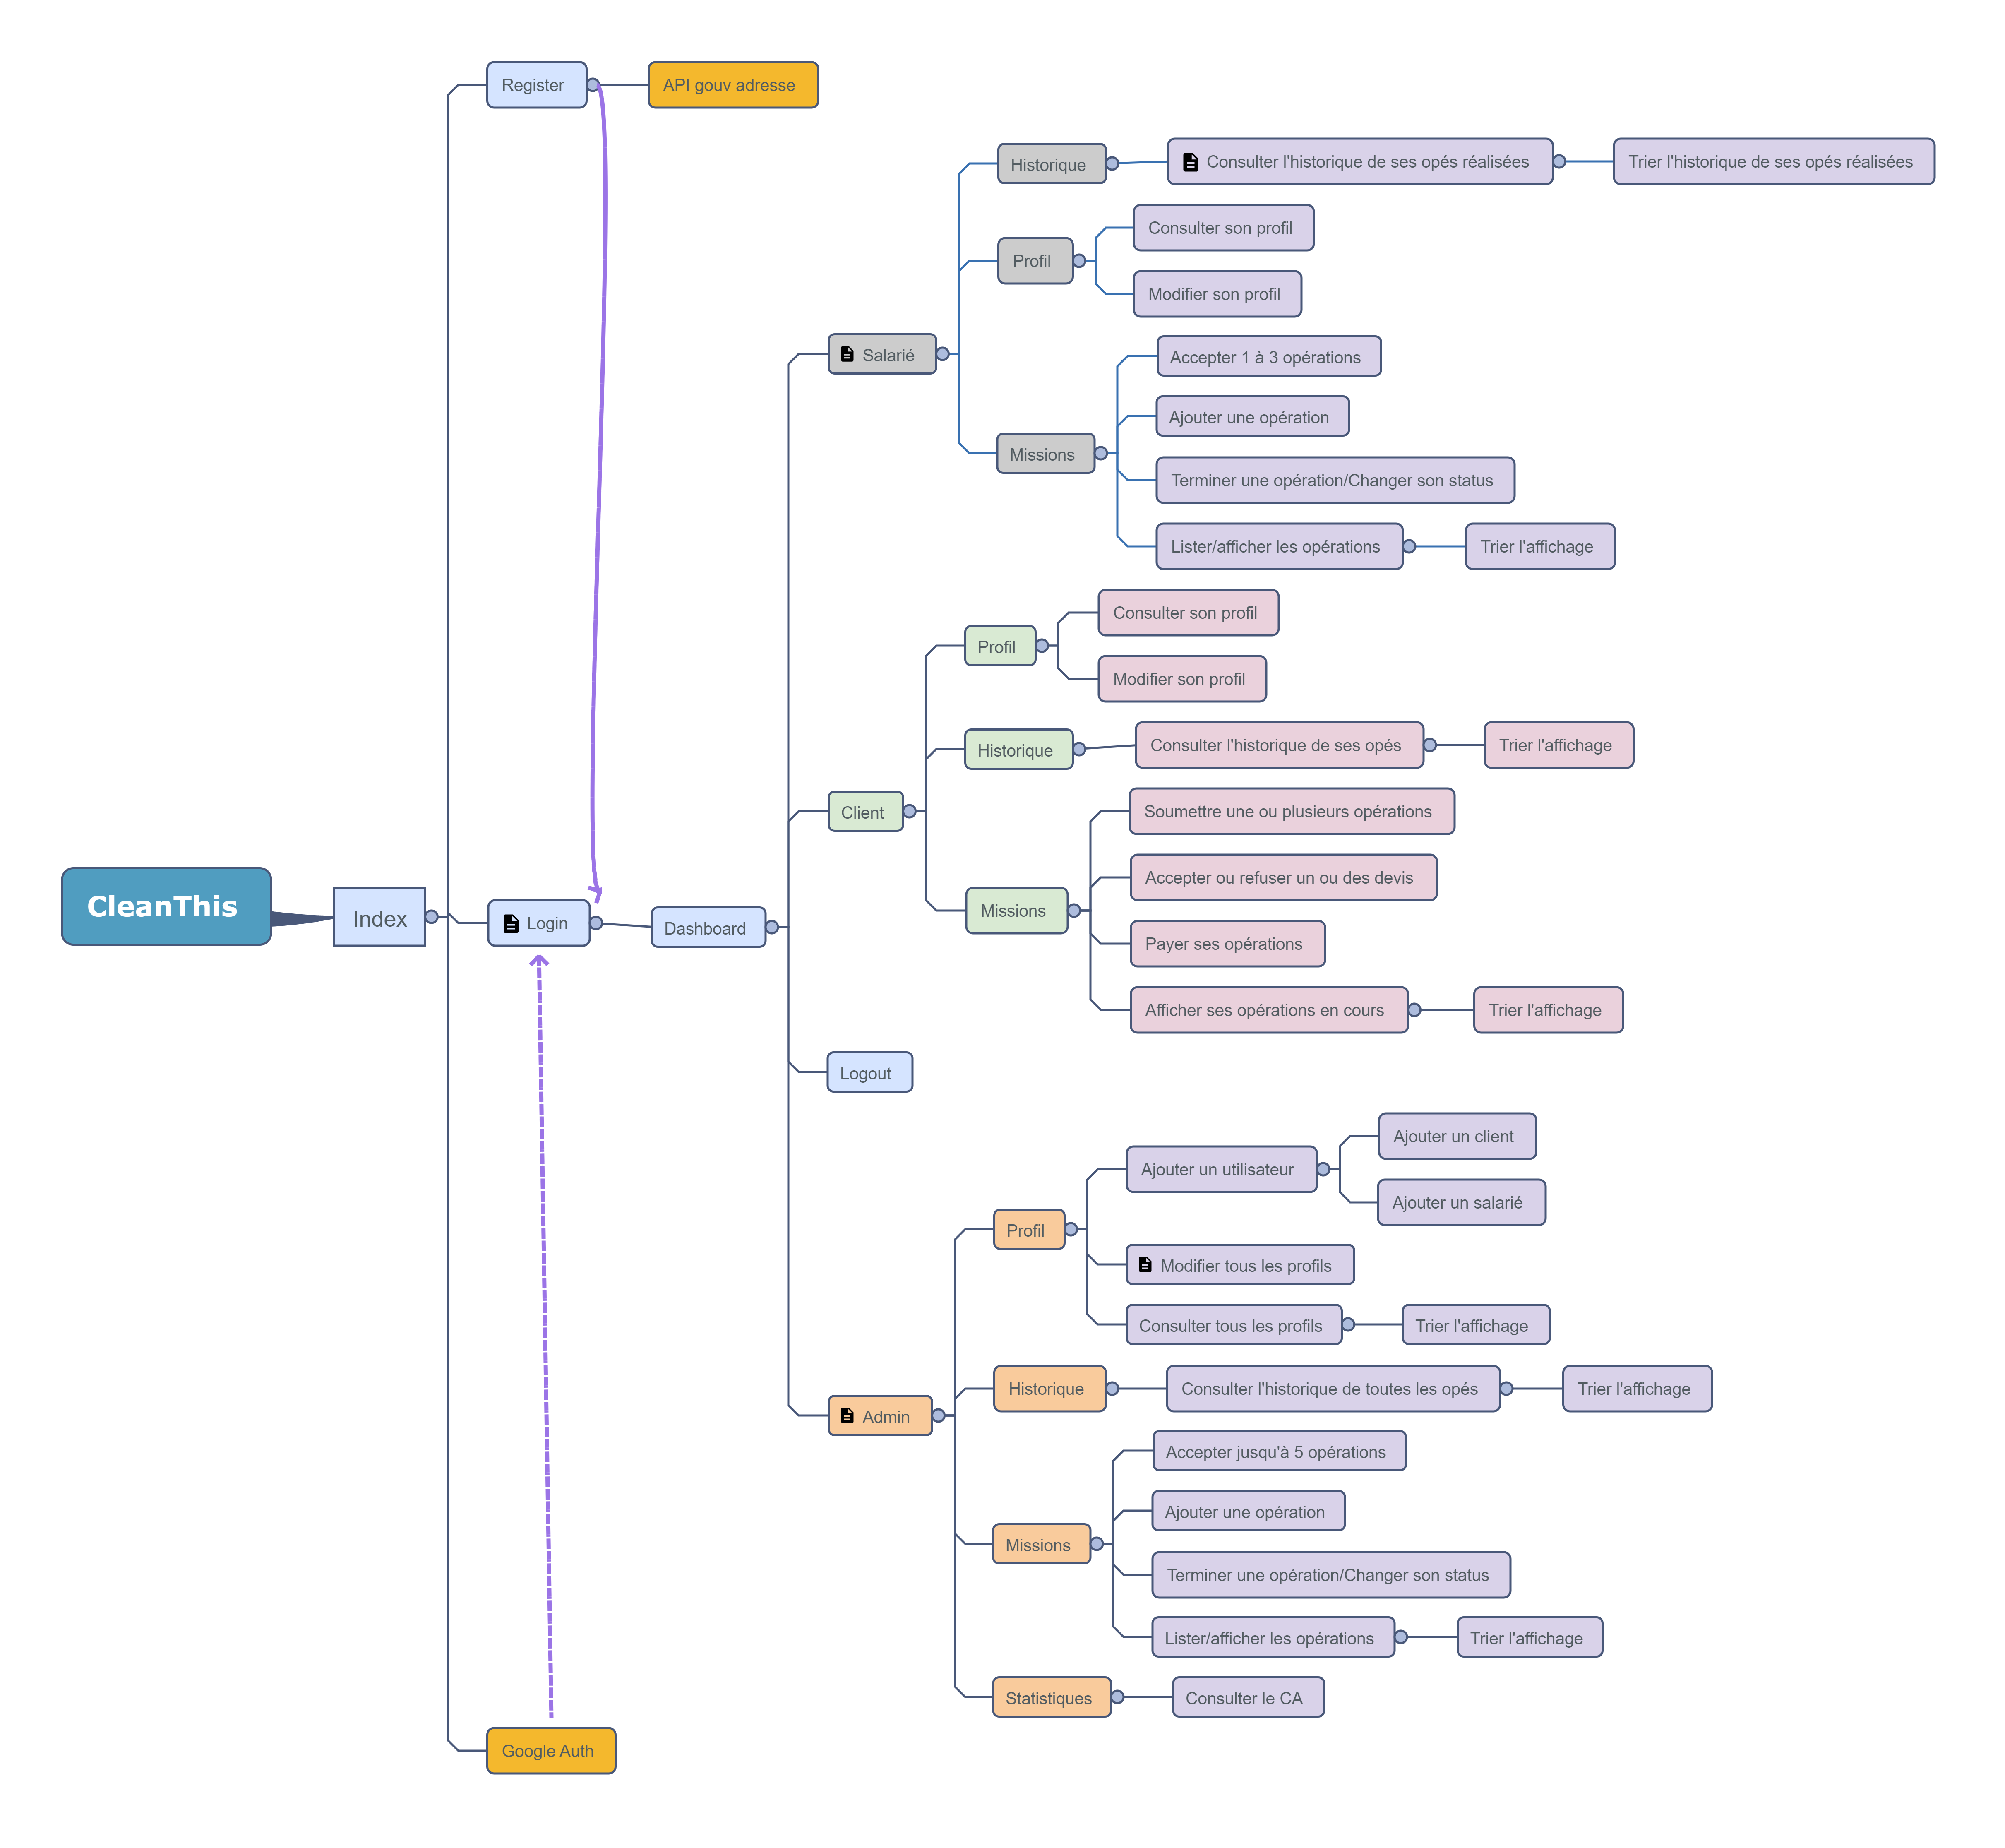 CleanThis
Index
Register
API gouv adresse
Login
Dashboard
Salarié
Historique
Consulter l'historique de ses opés réalisées
Trier l'historique de ses opés réalisées
Profil
Consulter son profil
Modifier son profil
Missions
Accepter 1 à 3 opérations
Ajouter une opération
Terminer une opération/Changer son status
Lister/afficher les opérations
Trier l'affichage
Client
Profil
Consulter son profil
Modifier son profil
Historique
Consulter l'historique de ses opés
Trier l'affichage
Missions
Soumettre une ou plusieurs opérations
Accepter ou refuser un ou des devis
Payer ses opérations
Afficher ses opérations en cours
Trier l'affichage
Logout
Admin
Profil
Ajouter un utilisateur
Ajouter un client
Ajouter un salarié
Modifier tous les profils
Consulter tous les profils
Trier l'affichage
Historique
Consulter l'historique de toutes les opés
Trier l'affichage
Missions
Accepter jusqu'à 5 opérations
Ajouter une opération
Terminer une opération/Changer son status
Lister/afficher les opérations
Trier l'affichage
Statistiques
Consulter le CA
Google Auth